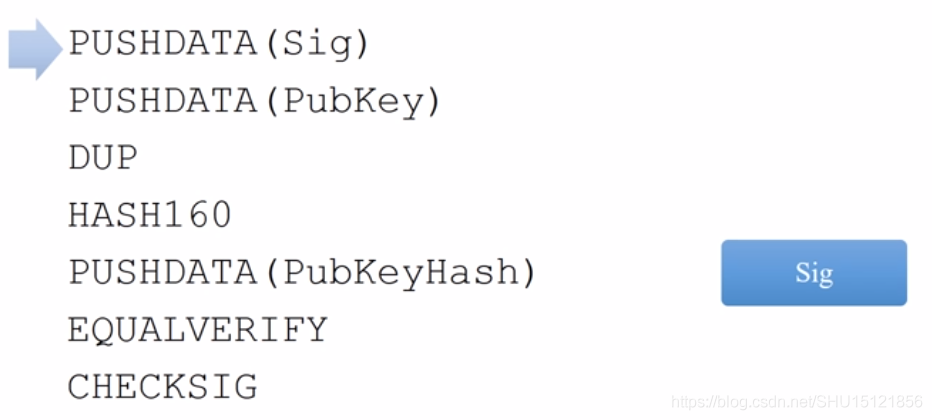 PUSHDATA(Sig)
PUSHDATA(PubKey)
DUP
HASH160
PUSHDATA(PubKeyHash)
Sig
EQUALVERIFY
CHECKSIG
https://blog.csdn.net/SHU15121856